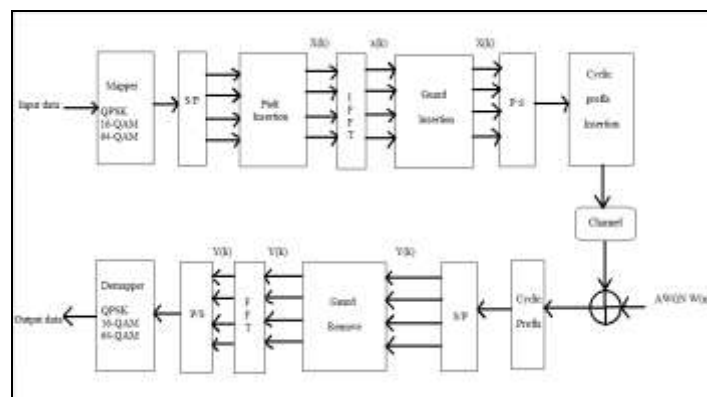 X(k)
x(k)
X(k)
Input data
Mapper
QPSK
16-QAM
64-QAM
S/P
Pilot
Insertion
I
F
F
T
Guard
Insertion
P/S
Cyclic
prefix
Insertion
Channel
Y(k)
Y(k)
Y(k)
Output data
Demapper
QPSK
16-QAM
64-QAM
P/S
F
F
T
Guard
Remove
S/P
Cyclic
Prefix
AWGN W(n